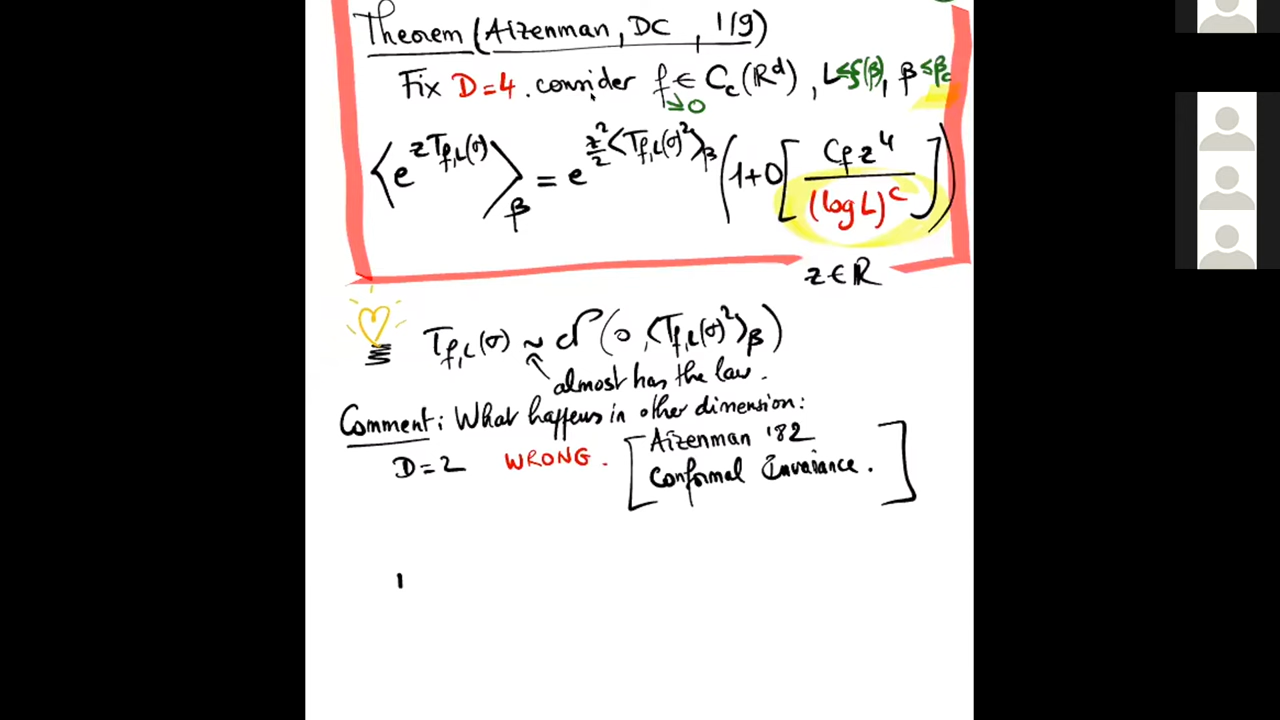 Theorem (Aizenman, DC, '19)
Fix D=4. consider f ∈ C_c(R^d), L ≤ ξ(β), β ≤ β_c
↘0
⟨e^{z T_{f,L}(σ)}⟩_β = e^{z²/2 ⟨T_{f,L}(σ)²⟩_β} (1+O[C_f z⁴ / (log L)^c])
z ∈ R
T_{f,L}(σ) ~ N(0, ⟨T_{f,L}(σ)²⟩_β)
almost has the law.
Comment: What happens in other dimension:
D=2 WRONG. [Aizenman '82
Conformal Invaiance.]